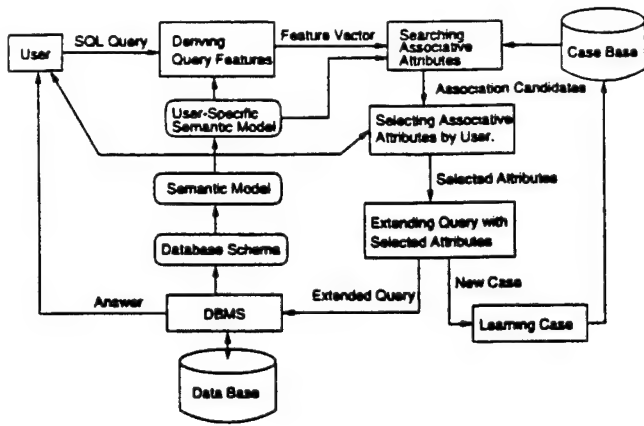 User
SQL Query
Deriving
Query Features
Feature Vector
Searching
Associative
Attributes
Case Base
User-Specific
Semantic Model
Association Candidates
Selecting Associative
Attributes by User.
Semantic Model
Selected Attributes
Database Schema
Extending Query with
Selected Attributes
Answer
DBMS
Extended Query
New Case
Learning Case
Data Base